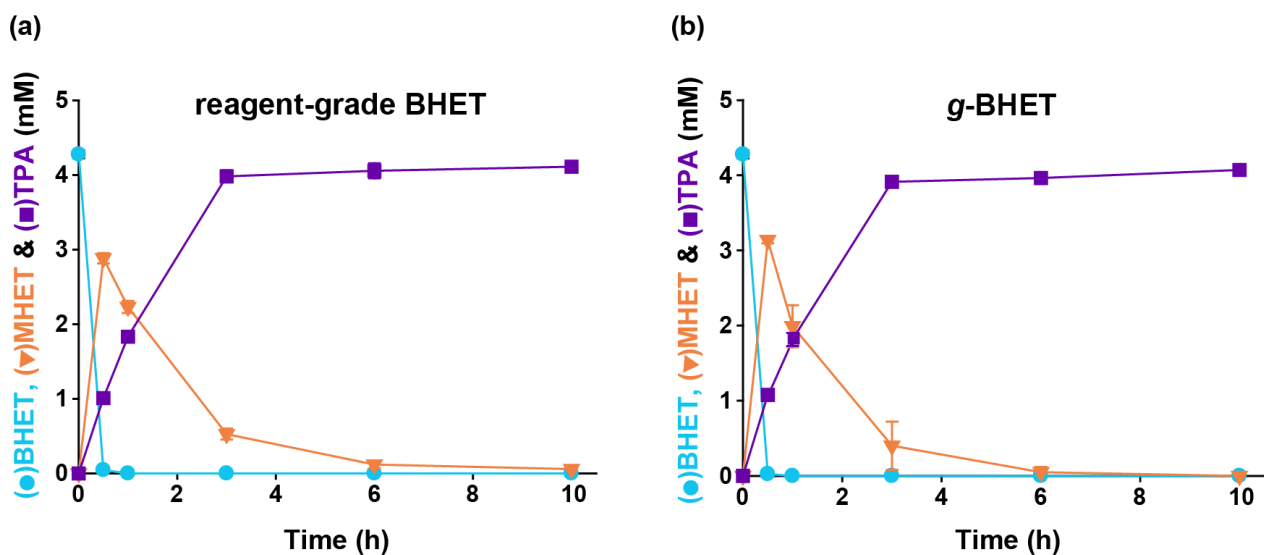 (a)
reagent-grade BHET
(●)BHET, (▼)MHET & (■)TPA (mM)
5
4
3
2
1
0
0 2 4 6 8 10
Time (h)
(b)
g-BHET
(●)BHET, (▼)MHET & (■)TPA (mM)
5
4
3
2
1
0
0 2 4 6 8 10
Time (h)